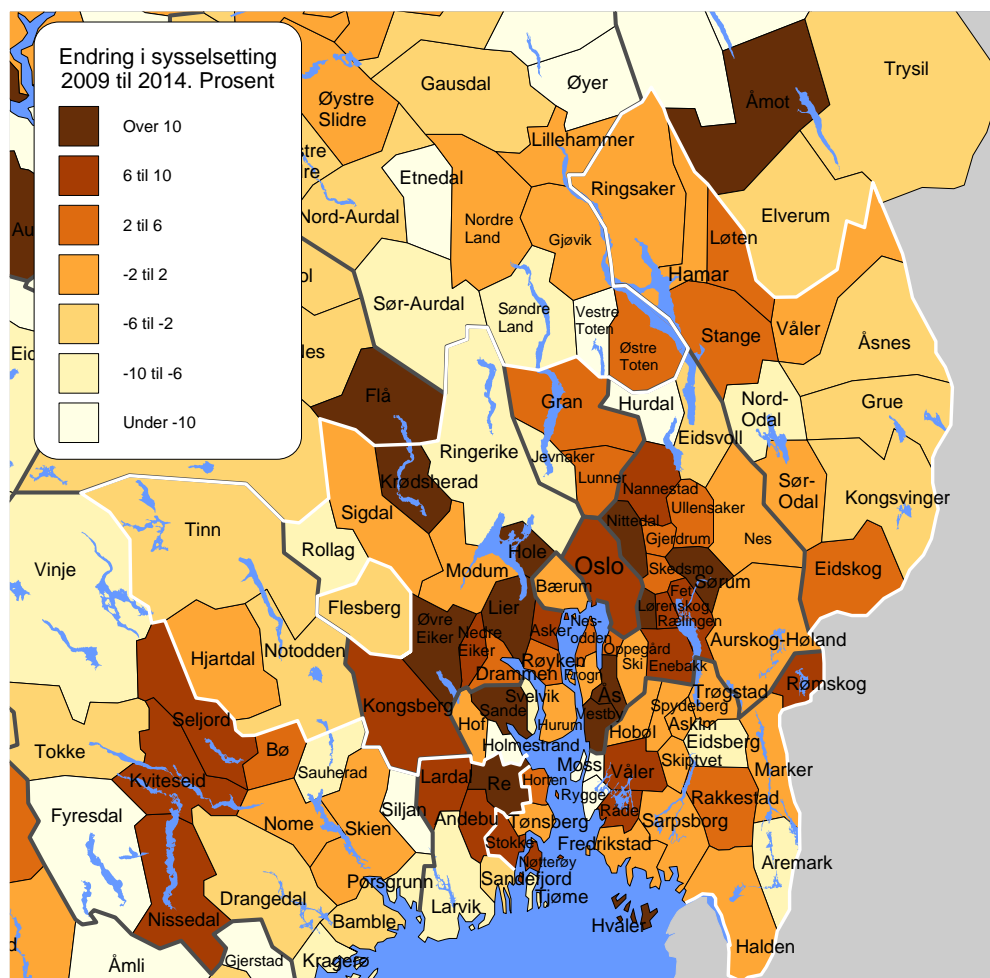 Endring i sysselsetting
2009 til 2014. Prosent
Over 10
6 til 10
2 til 6
-2 til 2
-6 til -2
-10 til -6
Under -10
Trysil
Gausdal
Øyer
Åmot
Øystre
Slidre
Lillehammer
Etnedal
Ringsaker
Nord-Aurdal
Elverum
Nordre
Land
Gjøvik
Løten
Hamar
Sør-Aurdal
Søndre
Land
Vestre
Toten
Østre
Toten
Stange
Våler
Åsnes
Flå
Gran
Hurdal
Nord-
Odal
Grue
Eidsvoll
Ringerike
Jevnaker
Krødsherad
Lunner
Nannestad
Sør-
Odal
Kongsvinger
Ullensaker
Sigdal
Nittedal
Gjerdrum
Nes
Tinn
Rollag
Hole
Oslo
Vinje
Modum
Bærum
Skedsmo
Sørum
Eidskog
Fet
Flesberg
Lier
Lørenskog
Rælingen
Øvre
Eiker
Nedre
Eiker
Asker
Nes-
odden
Oppegård
Ski
Enebakk
Aurskog-Høland
Hjartdal
Notodden
Røyken
Frogn
Drammen
Rømskog
Trøgstad
Kongsberg
Svelvik
Sande
Ås
Vestby
Spydeberg
Askim
Seljord
Hof
Hurum
Hobøl
Eidsberg
Tokke
Bø
Holmestrand
Skiptvet
Sauherad
Moss
Våler
Marker
Kviteseid
Lardal
Re
Horten
Rygge
Råde
Rakkestad
Fyresdal
Siljan
Andebu
Tønsberg
Sarpsborg
Nome
Skien
Stokke
Fredrikstad
Nøtterøy
Aremark
Porsgrunn
Sandefjord
Tjøme
Drangedal
Larvik
Nissedal
Bamble
Hvaler
Halden
Åmli
Gjerstad
Kragerø